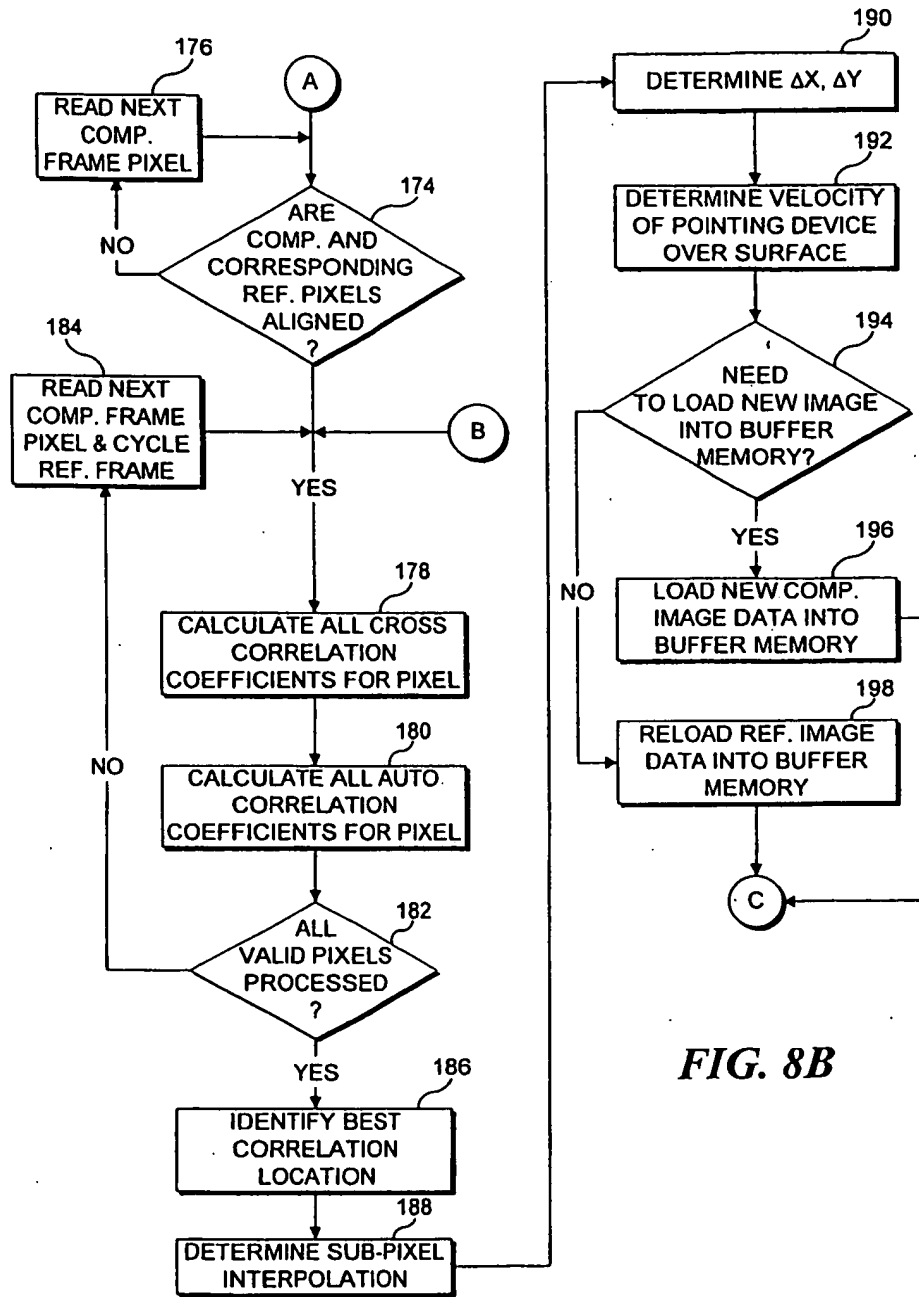 176
A
READ NEXT
COMP.
FRAME PIXEL
174
ARE
COMP. AND
CORRESPONDING
REF. PIXELS
ALIGNED
?
NO
184
READ NEXT
COMP. FRAME
PIXEL & CYCLE
REF. FRAME
B
YES
178
CALCULATE ALL CROSS
CORRELATION
COEFFICIENTS FOR PIXEL
180
CALCULATE ALL AUTO
CORRELATION
COEFFICIENTS FOR PIXEL
NO
182
ALL
VALID PIXELS
PROCESSED
?
YES
186
IDENTIFY BEST
CORRELATION
LOCATION
188
DETERMINE SUB-PIXEL
INTERPOLATION
190
DETERMINE ΔX, ΔY
192
DETERMINE VELOCITY
OF POINTING DEVICE
OVER SURFACE
194
NEED
TO LOAD NEW IMAGE
INTO BUFFER
MEMORY?
YES
196
NO
LOAD NEW COMP.
IMAGE DATA INTO
BUFFER MEMORY
198
RELOAD REF. IMAGE
DATA INTO BUFFER
MEMORY
C
FIG. 8B